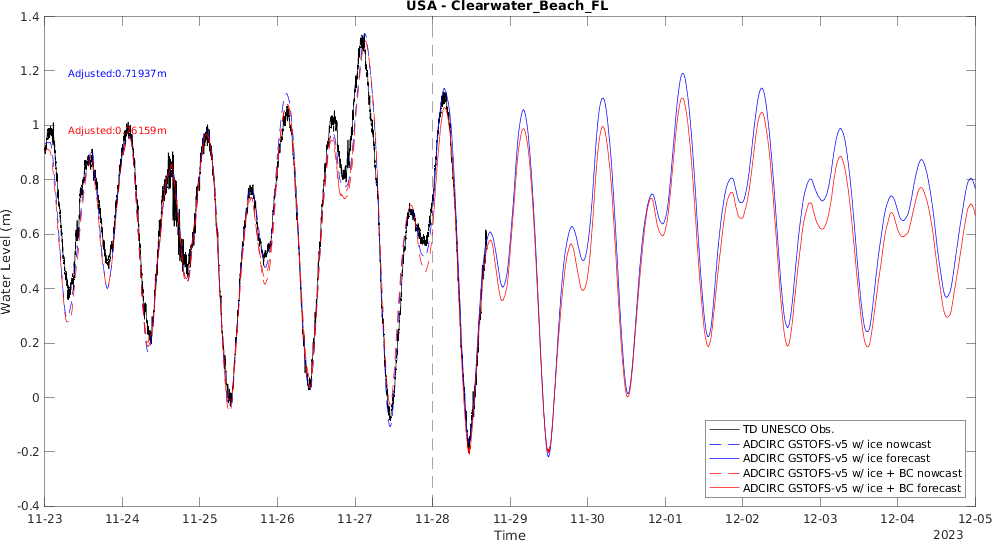 USA - Clearwater_Beach_FL
1.4
1.2
1
0.8
0.6
0.4
0.2
0
-0.2
-0.4
Water Level (m)
Adjusted:0.71937m
Adjusted:0. 6159m
TD UNESCO Obs.
ADCIRC GSTOFS-v5 w/ ice nowcast
ADCIRC GSTOFS-v5 w/ ice forecast
ADCIRC GSTOFS-v5 w/ ice + BC nowcast
ADCIRC GSTOFS-v5 w/ ice + BC forecast
11-23 11-24 11-25 11-26 11-27 11-28 11-29 11-30 12-01 12-02 12-03 12-04 12-05
Time
2023